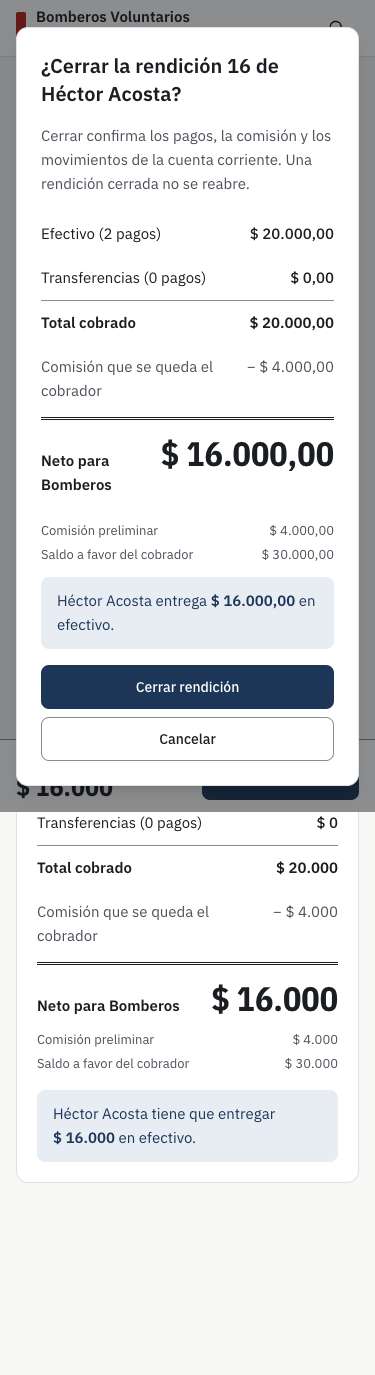 Bomberos Voluntarios
¿Cerrar la rendición 16 de
Héctor Acosta?
Cerrar confirma los pagos, la comisión y los
movimientos de la cuenta corriente. Una
rendición cerrada no se reabre.
Efectivo (2 pagos) $ 20.000,00
Transferencias (0 pagos) $ 0,00
Total cobrado $ 20.000,00
Comisión que se queda el – $ 4.000,00
cobrador
Neto para $ 16.000,00
Bomberos
Comisión preliminar $ 4.000,00
Saldo a favor del cobrador $ 30.000,00
Héctor Acosta entrega $ 16.000,00 en
efectivo.
Cerrar rendición
Cancelar
$ 16.000
Transferencias (0 pagos) $ 0
Total cobrado $ 20.000
Comisión que se queda el – $ 4.000
cobrador
Neto para Bomberos $ 16.000
Comisión preliminar $ 4.000
Saldo a favor del cobrador $ 30.000
Héctor Acosta tiene que entregar
$ 16.000 en efectivo.